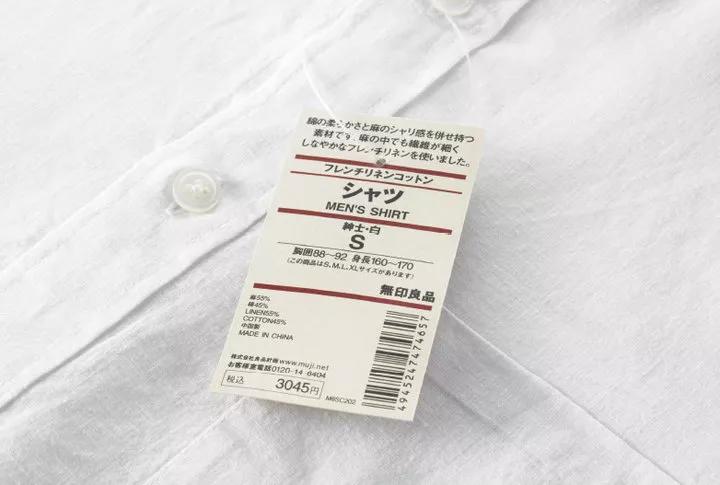 綿の柔らかさと麻のシャリ感を併せ持つ
素材です。麻の中でも繊維が細く
しなやかなフレンチリネンを使いました。
フレンチリネンコットン
シャツ
MEN'S SHIRT
紳士・白
S
胸囲88〜92 身長160〜170
(この商品はS、M、L、XLサイズがあります)
無印良品
麻55%
綿45%
LINEN55%
COTTON45%
中国製
MADE IN CHINA
株式会社良品計画 www.muji.net
お客様室電話0120-14-6404
税込 3045円
M8SC202
4945247474657